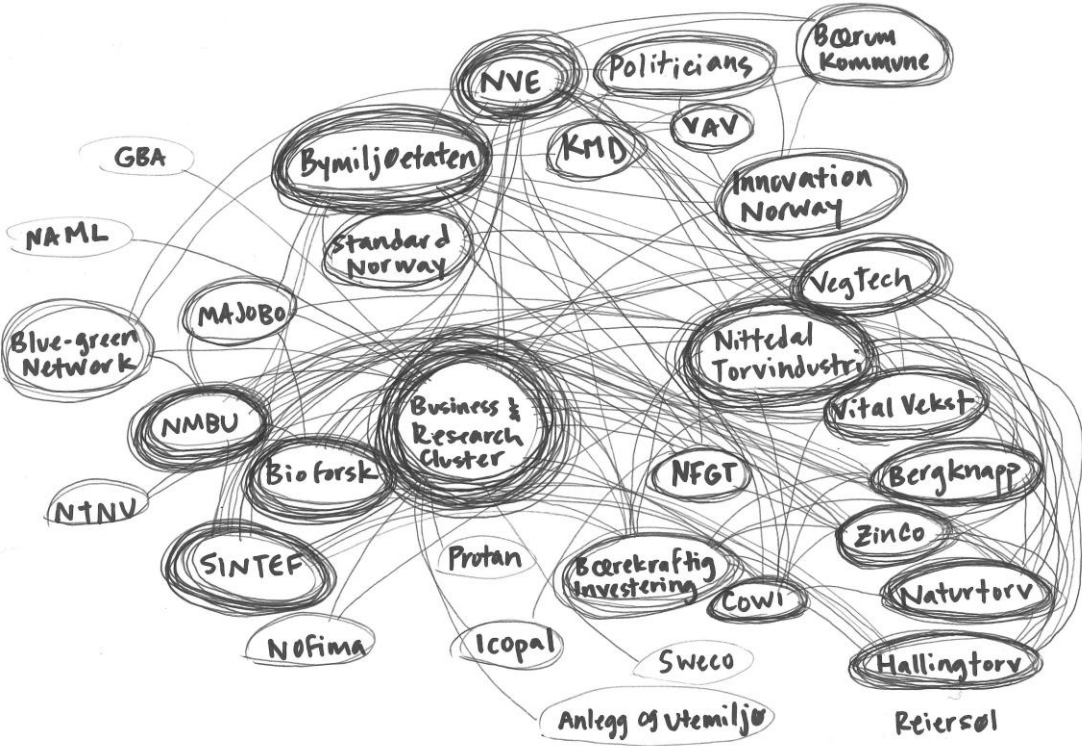 NVE
Politicians
Bœrum
Kommune
GBA
Bymiljøetaten
KMD
VAV
NAML
Standard
Norway
Innovation
Norway
Blue-green
Network
MAJOBO
VegTech
Nittedal
Torvindustri
NMBU
Business &
Research
Cluster
Vital Vekst
NTNU
Bioforsk
NFGT
Bergknapp
SINTEF
Protan
Bœrekraftig
Investering
ZinCo
Cowi
Naturtorv
Nofima
Icopal
Sweco
Hallingtorv
Anlegg og utemiljø
Reiersøl